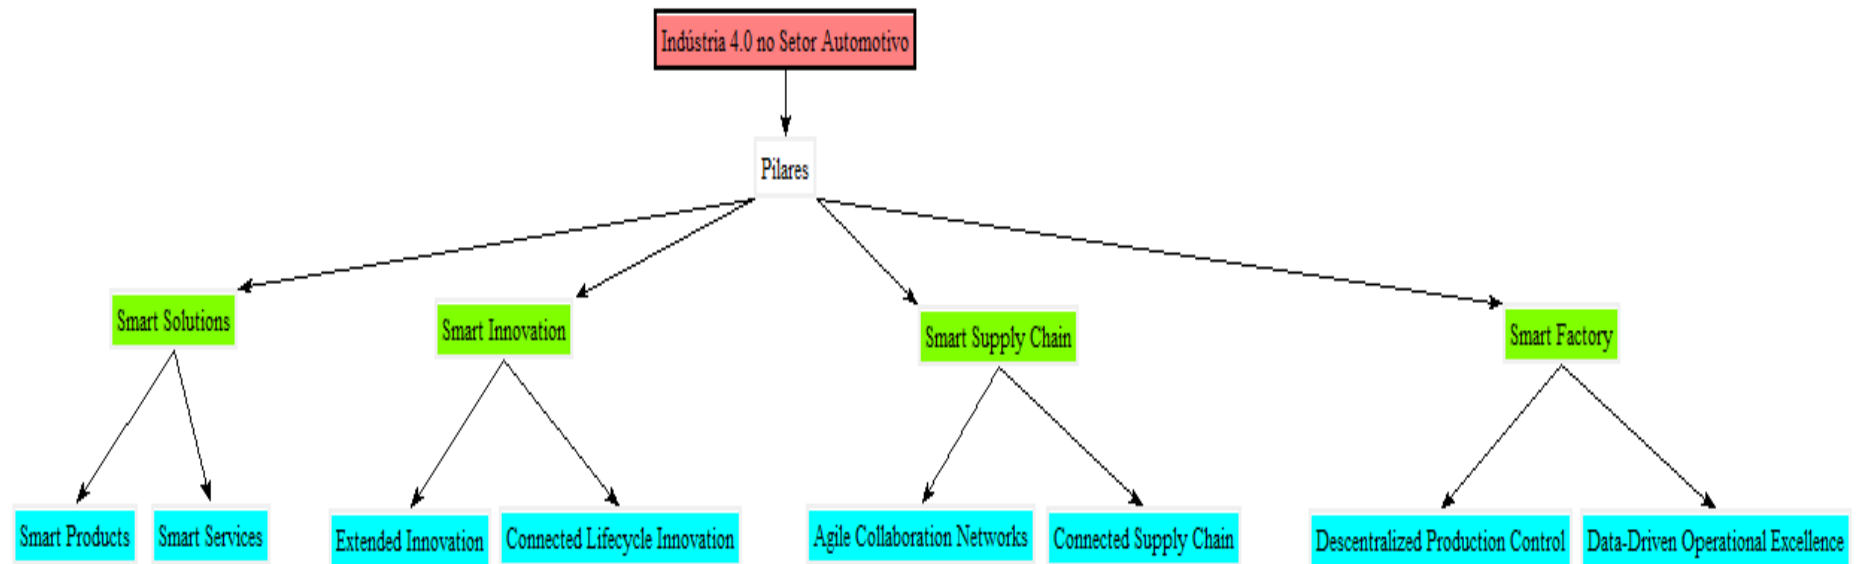 Indústria 4.0 no Setor Automotivo
Pilares
Smart Solutions
Smart Innovation
Smart Supply Chain
Smart Factory
Smart Products
Smart Services
Extended Innovation
Connected Lifecycle Innovation
Agile Collaboration Networks
Connected Supply Chain
Descentralized Production Control
Data-Driven Operational Excellence